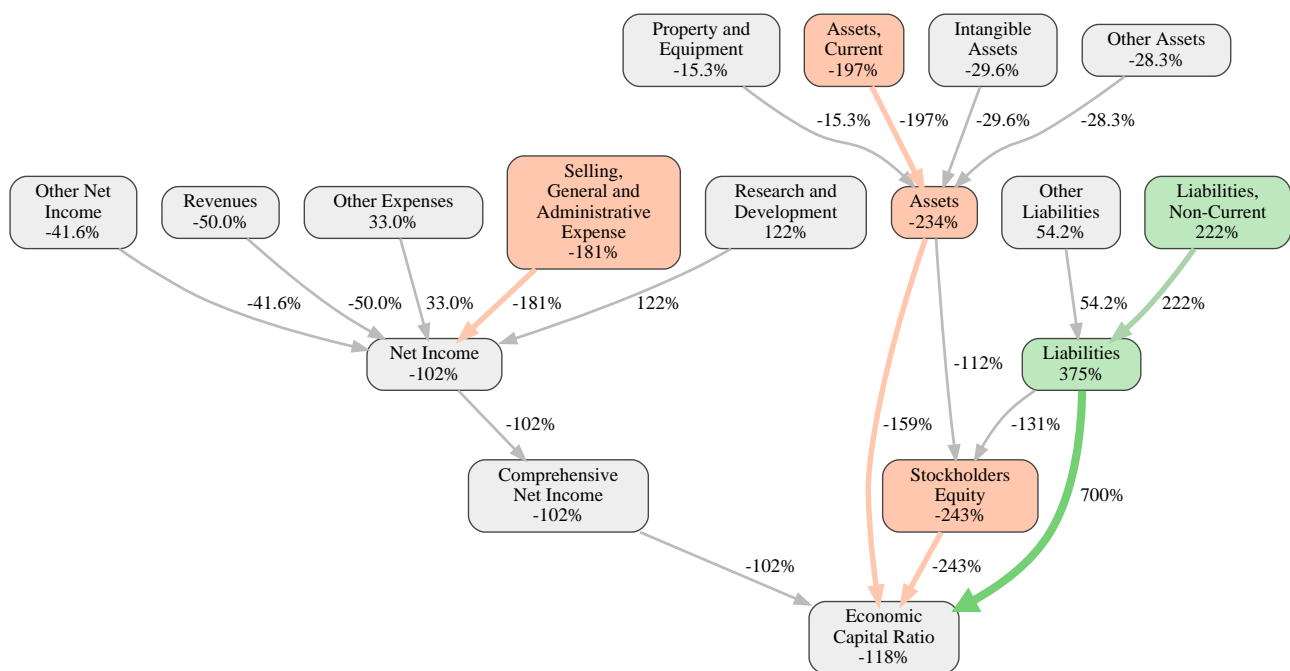 Property and
Equipment
-15.3%
Assets,
Current
-197%
Intangible
Assets
-29.6%
Other Assets
-28.3%
-15.3%
-197%
-29.6%
-28.3%
Other Net
Income
-41.6%
Revenues
-50.0%
Other Expenses
33.0%
Selling,
General and
Administrative
Expense
-181%
Research and
Development
122%
Assets
-234%
Other
Liabilities
54.2%
Liabilities,
Non-Current
222%
-41.6%
-50.0%
33.0%
-181%
122%
54.2%
222%
Net Income
-102%
-112%
Liabilities
375%
-102%
-159%
-131%
Comprehensive
Net Income
-102%
Stockholders
Equity
-243%
700%
-102%
-243%
Economic
Capital Ratio
-118%